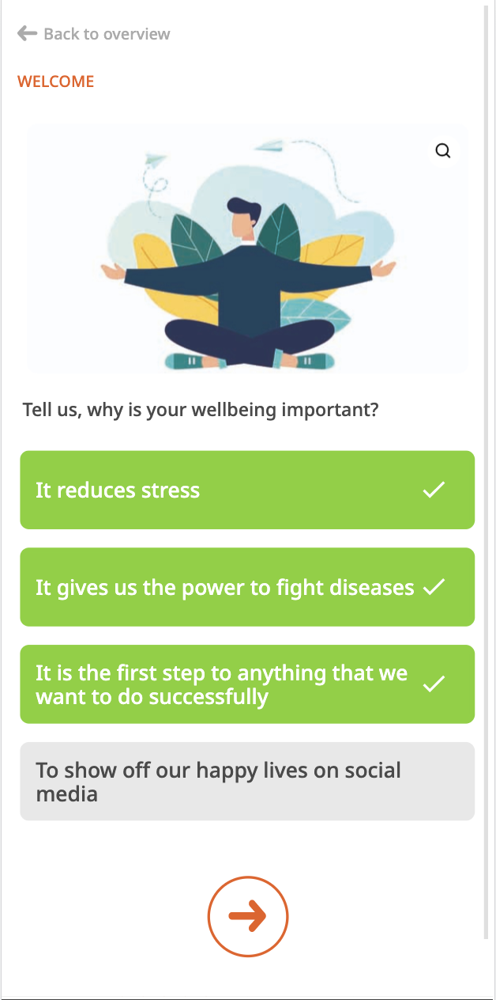 Back to overview
WELCOME
Tell us, why is your wellbeing important?
It reduces stress
It gives us the power to fight diseases
It is the first step to anything that we
want to do successfully
To show off our happy lives on social
media